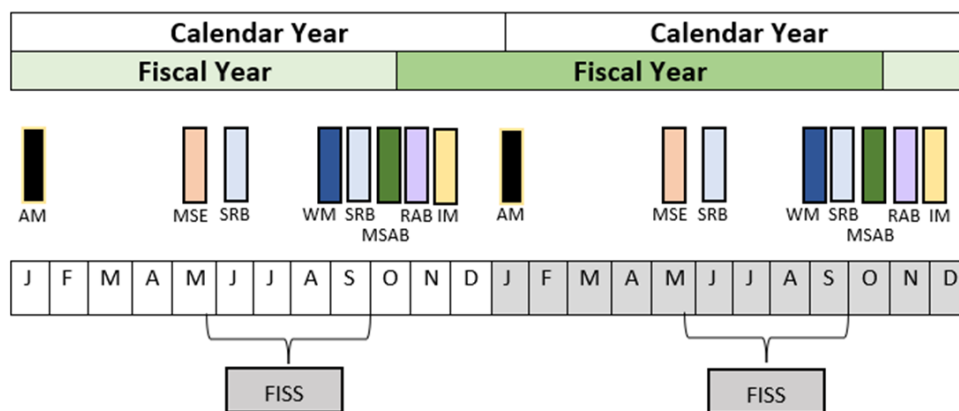 Calendar Year Calendar Year
Fiscal Year Fiscal Year
AM MSE SRB WM SRB RAB IM AM MSE SRB WM SRB RAB IM
MSAB MSAB
J F M A M J J A S O N D J F M A M J J A S O N D
FISS FISS